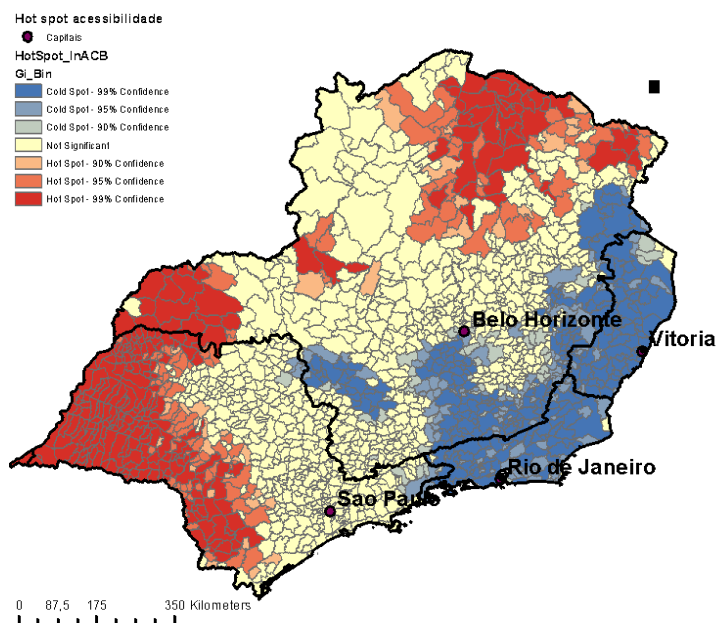 Hot spot acessibilidade
Capitais
HotSpot_lnACB
Gi_Bin
Cold Spot - 99% Confidence
Cold Spot - 95% Confidence
Cold Spot - 90% Confidence
Not Significant
Hot Spot - 90% Confidence
Hot Spot - 95% Confidence
Hot Spot - 99% Confidence
Belo Horizonte
Vitoria
Rio de Janeiro
Sao Paulo
0 87,5 175 350 Kilometers